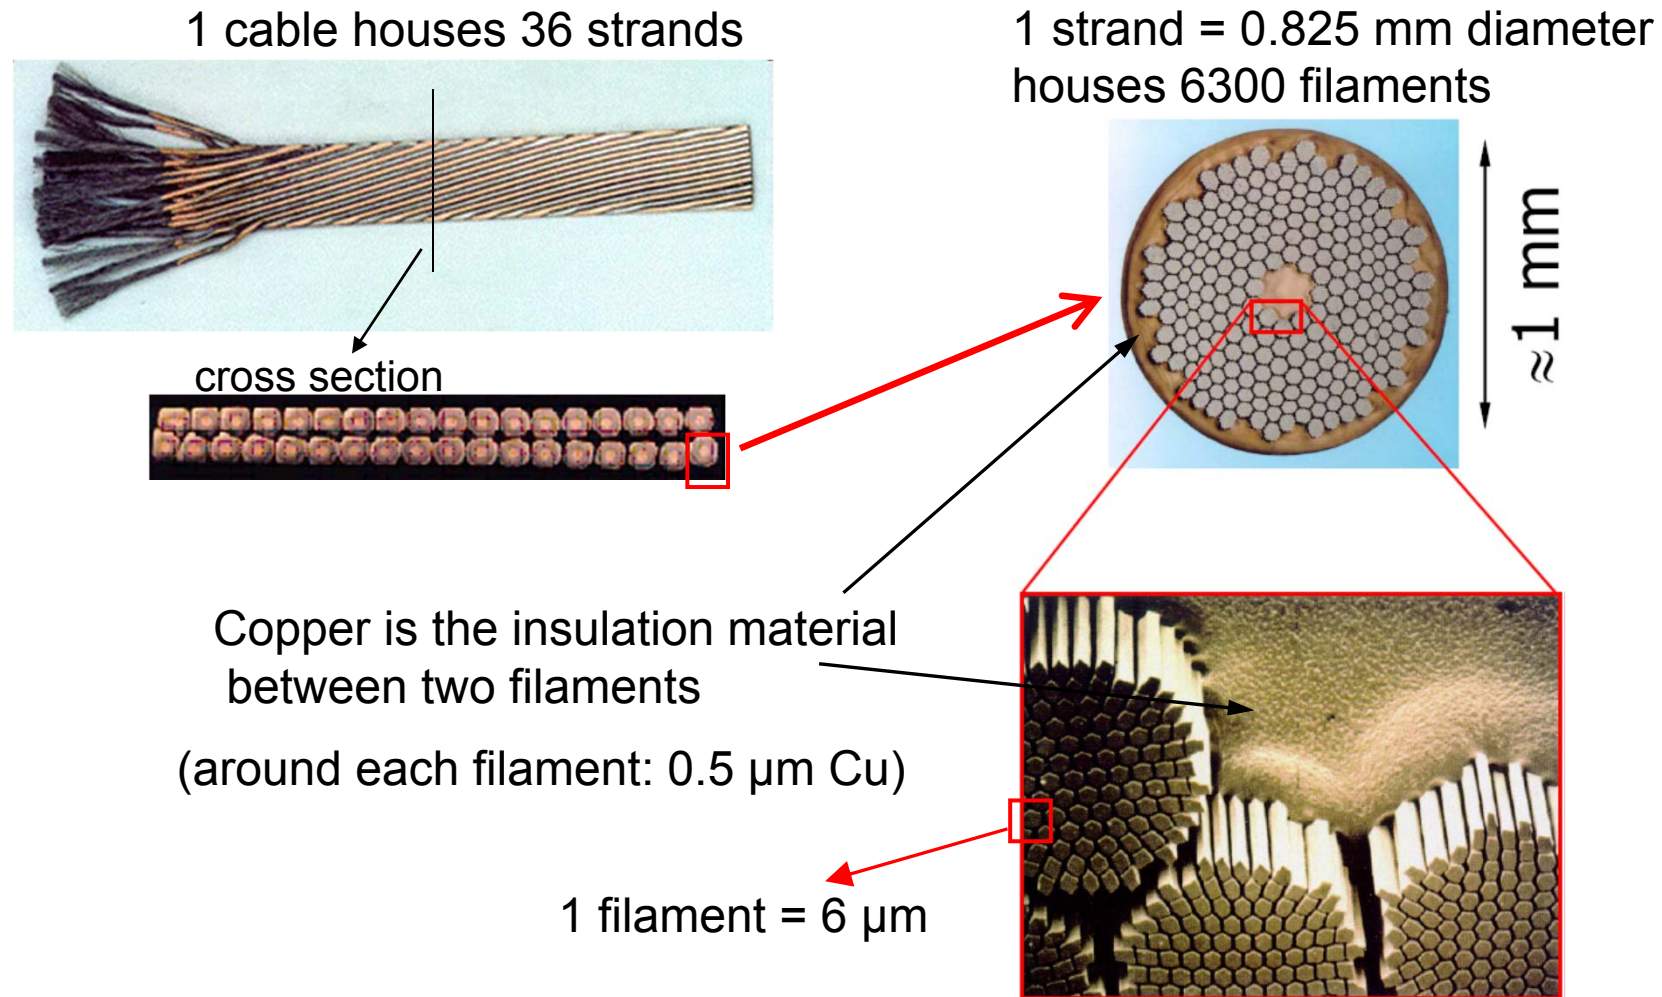 1 cable houses 36 strands
1 strand = 0.825 mm diameter
houses 6300 filaments
≈1 mm
cross section
Copper is the insulation material
between two filaments
(around each filament: 0.5 µm Cu)
1 filament = 6 µm